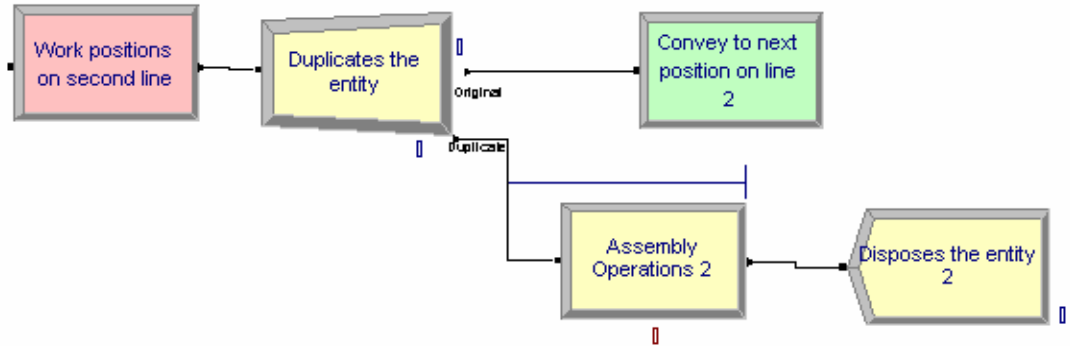 Work positions
on second line
Duplicates the
entity
Original
Duplicate
Convey to next
position on line
2
Assembly
Operations 2
Disposes the entity
2